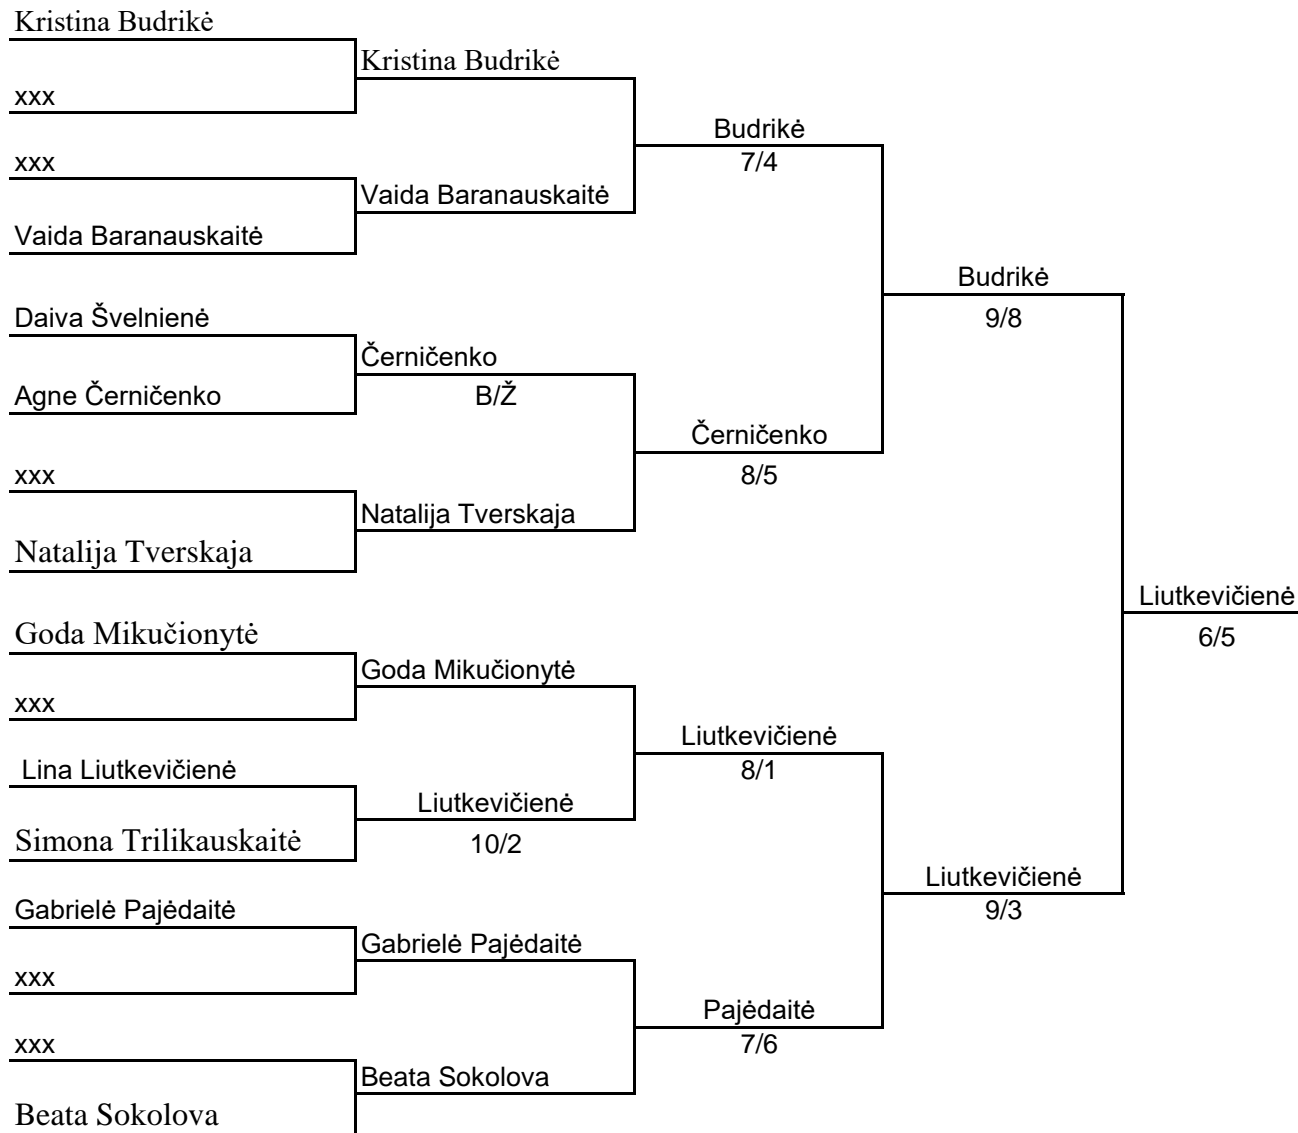 Kristina Budrikė
Kristina Budrikė
xxx
Budrikė
7/4
xxx
Vaida Baranauskaitė
Vaida Baranauskaitė
Budrikė
9/8
Daiva Švelnienė
Černičenko
B/Ž
Agne Černičenko
Černičenko
8/5
xxx
Natalija Tverskaja
Natalija Tverskaja
Liutkevičienė
6/5
Goda Mikučionytė
Goda Mikučionytė
xxx
Liutkevičienė
8/1
Lina Liutkevičienė
Liutkevičienė
10/2
Simona Trilikauskaitė
Liutkevičienė
9/3
Gabrielė Pajėdaitė
Gabrielė Pajėdaitė
xxx
Pajėdaitė
7/6
xxx
Beata Sokolova
Beata Sokolova